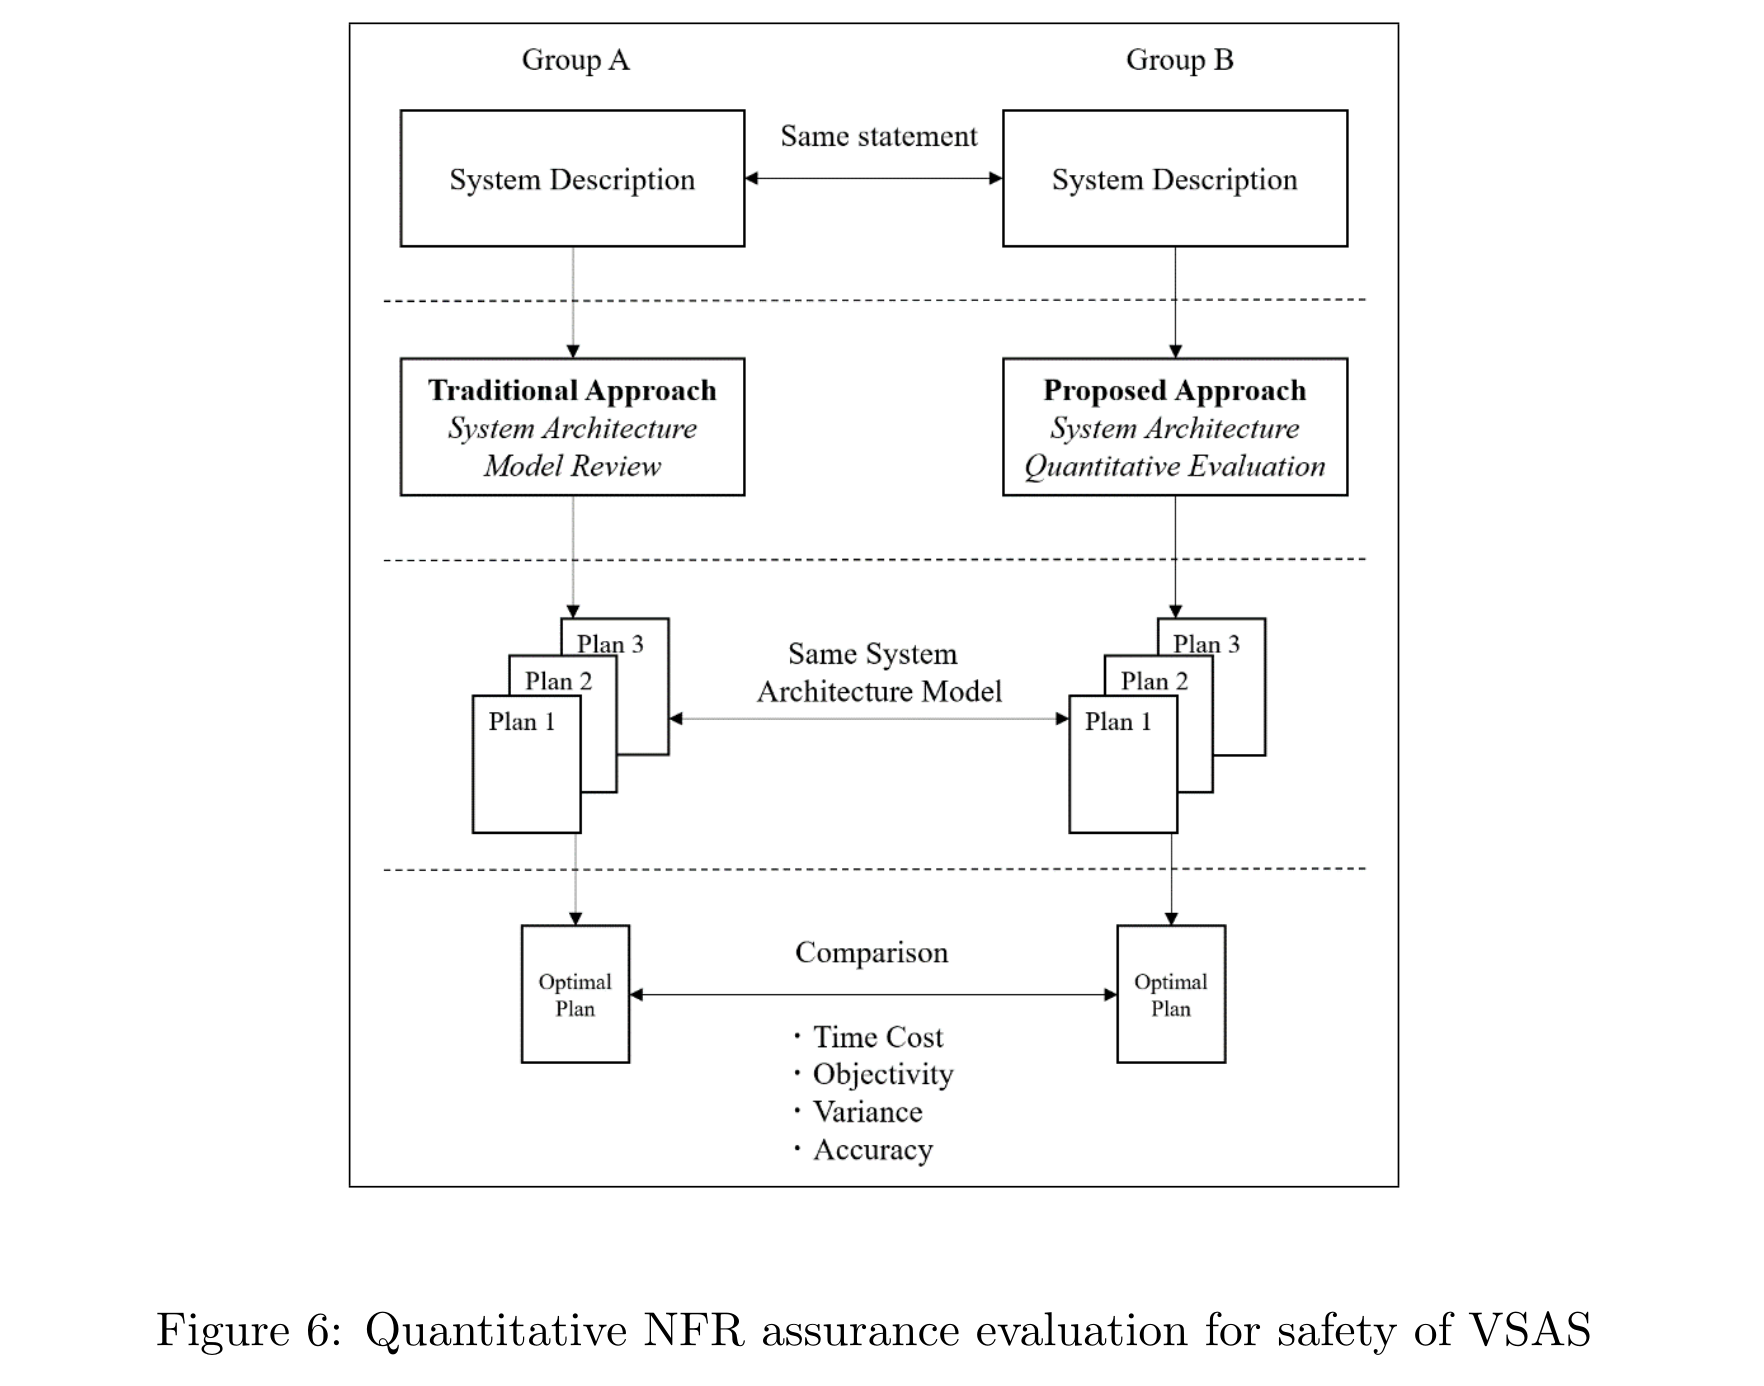 Group A
Group B
System Description
Same statement
System Description
Traditional Approach
System Architecture
Model Review
Proposed Approach
System Architecture
Quantitative Evaluation
Plan 3
Plan 2
Plan 1
Same System
Architecture Model
Plan 3
Plan 2
Plan 1
Optimal
Plan
Comparison
・Time Cost
・Objectivity
・Variance
・Accuracy
Optimal
Plan
Figure 6: Quantitative NFR assurance evaluation for safety of VSAS